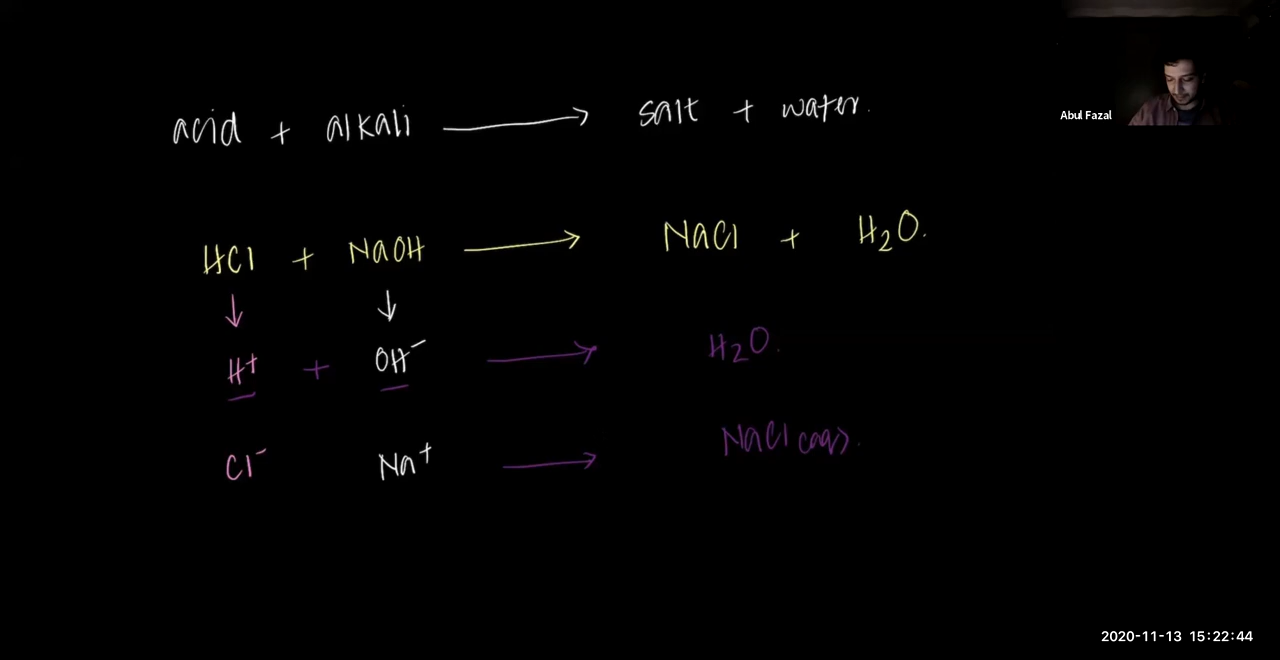 acid + alkali → salt + water.
Abul Fazal
HCl + NaOH → NaCl + H₂O.
↓ ↓
H⁺ + OH⁻ → H₂O.
Cl⁻ Na⁺ → NaCl (aq).
2020-11-13 15:22:44